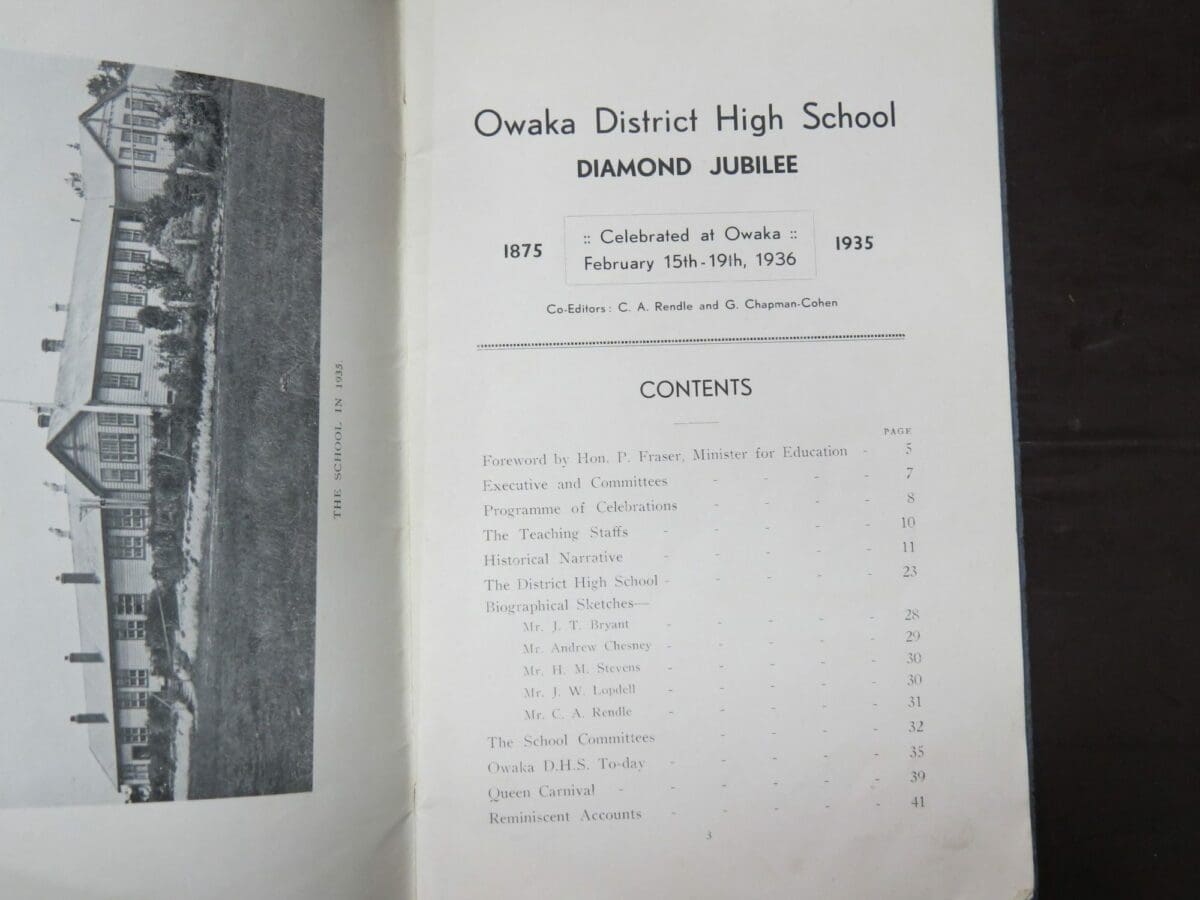 THE SCHOOL IN 1935.
Owaka District High School
DIAMOND JUBILEE
1875 :: Celebrated at Owaka :: 1935
February 15th-19th, 1936
Co-Editors: C. A. Rendle and G. Chapman-Cohen
CONTENTS
PAGE
Foreword by Hon. P. Fraser, Minister for Education - 5
Executive and Committees - - - - 7
Programme of Celebrations - - - - 8
The Teaching Staffs - - - - - 10
Historical Narrative - - - - - 11
The District High School - - - - - 23
Biographical Sketches—
Mr. J. T. Bryant - - - - - 28
Mr. Andrew Chesney - - - - - 29
Mr. H. M. Stevens - - - - - 30
Mr. J. W. Lopdell - - - - - 30
Mr. C. A. Rendle - - - - - 31
The School Committees - - - - 32
Owaka D.H.S. To-day - - - - - 35
Queen Carnival - - - - - - 39
Reminiscent Accounts - - - - - 41
3